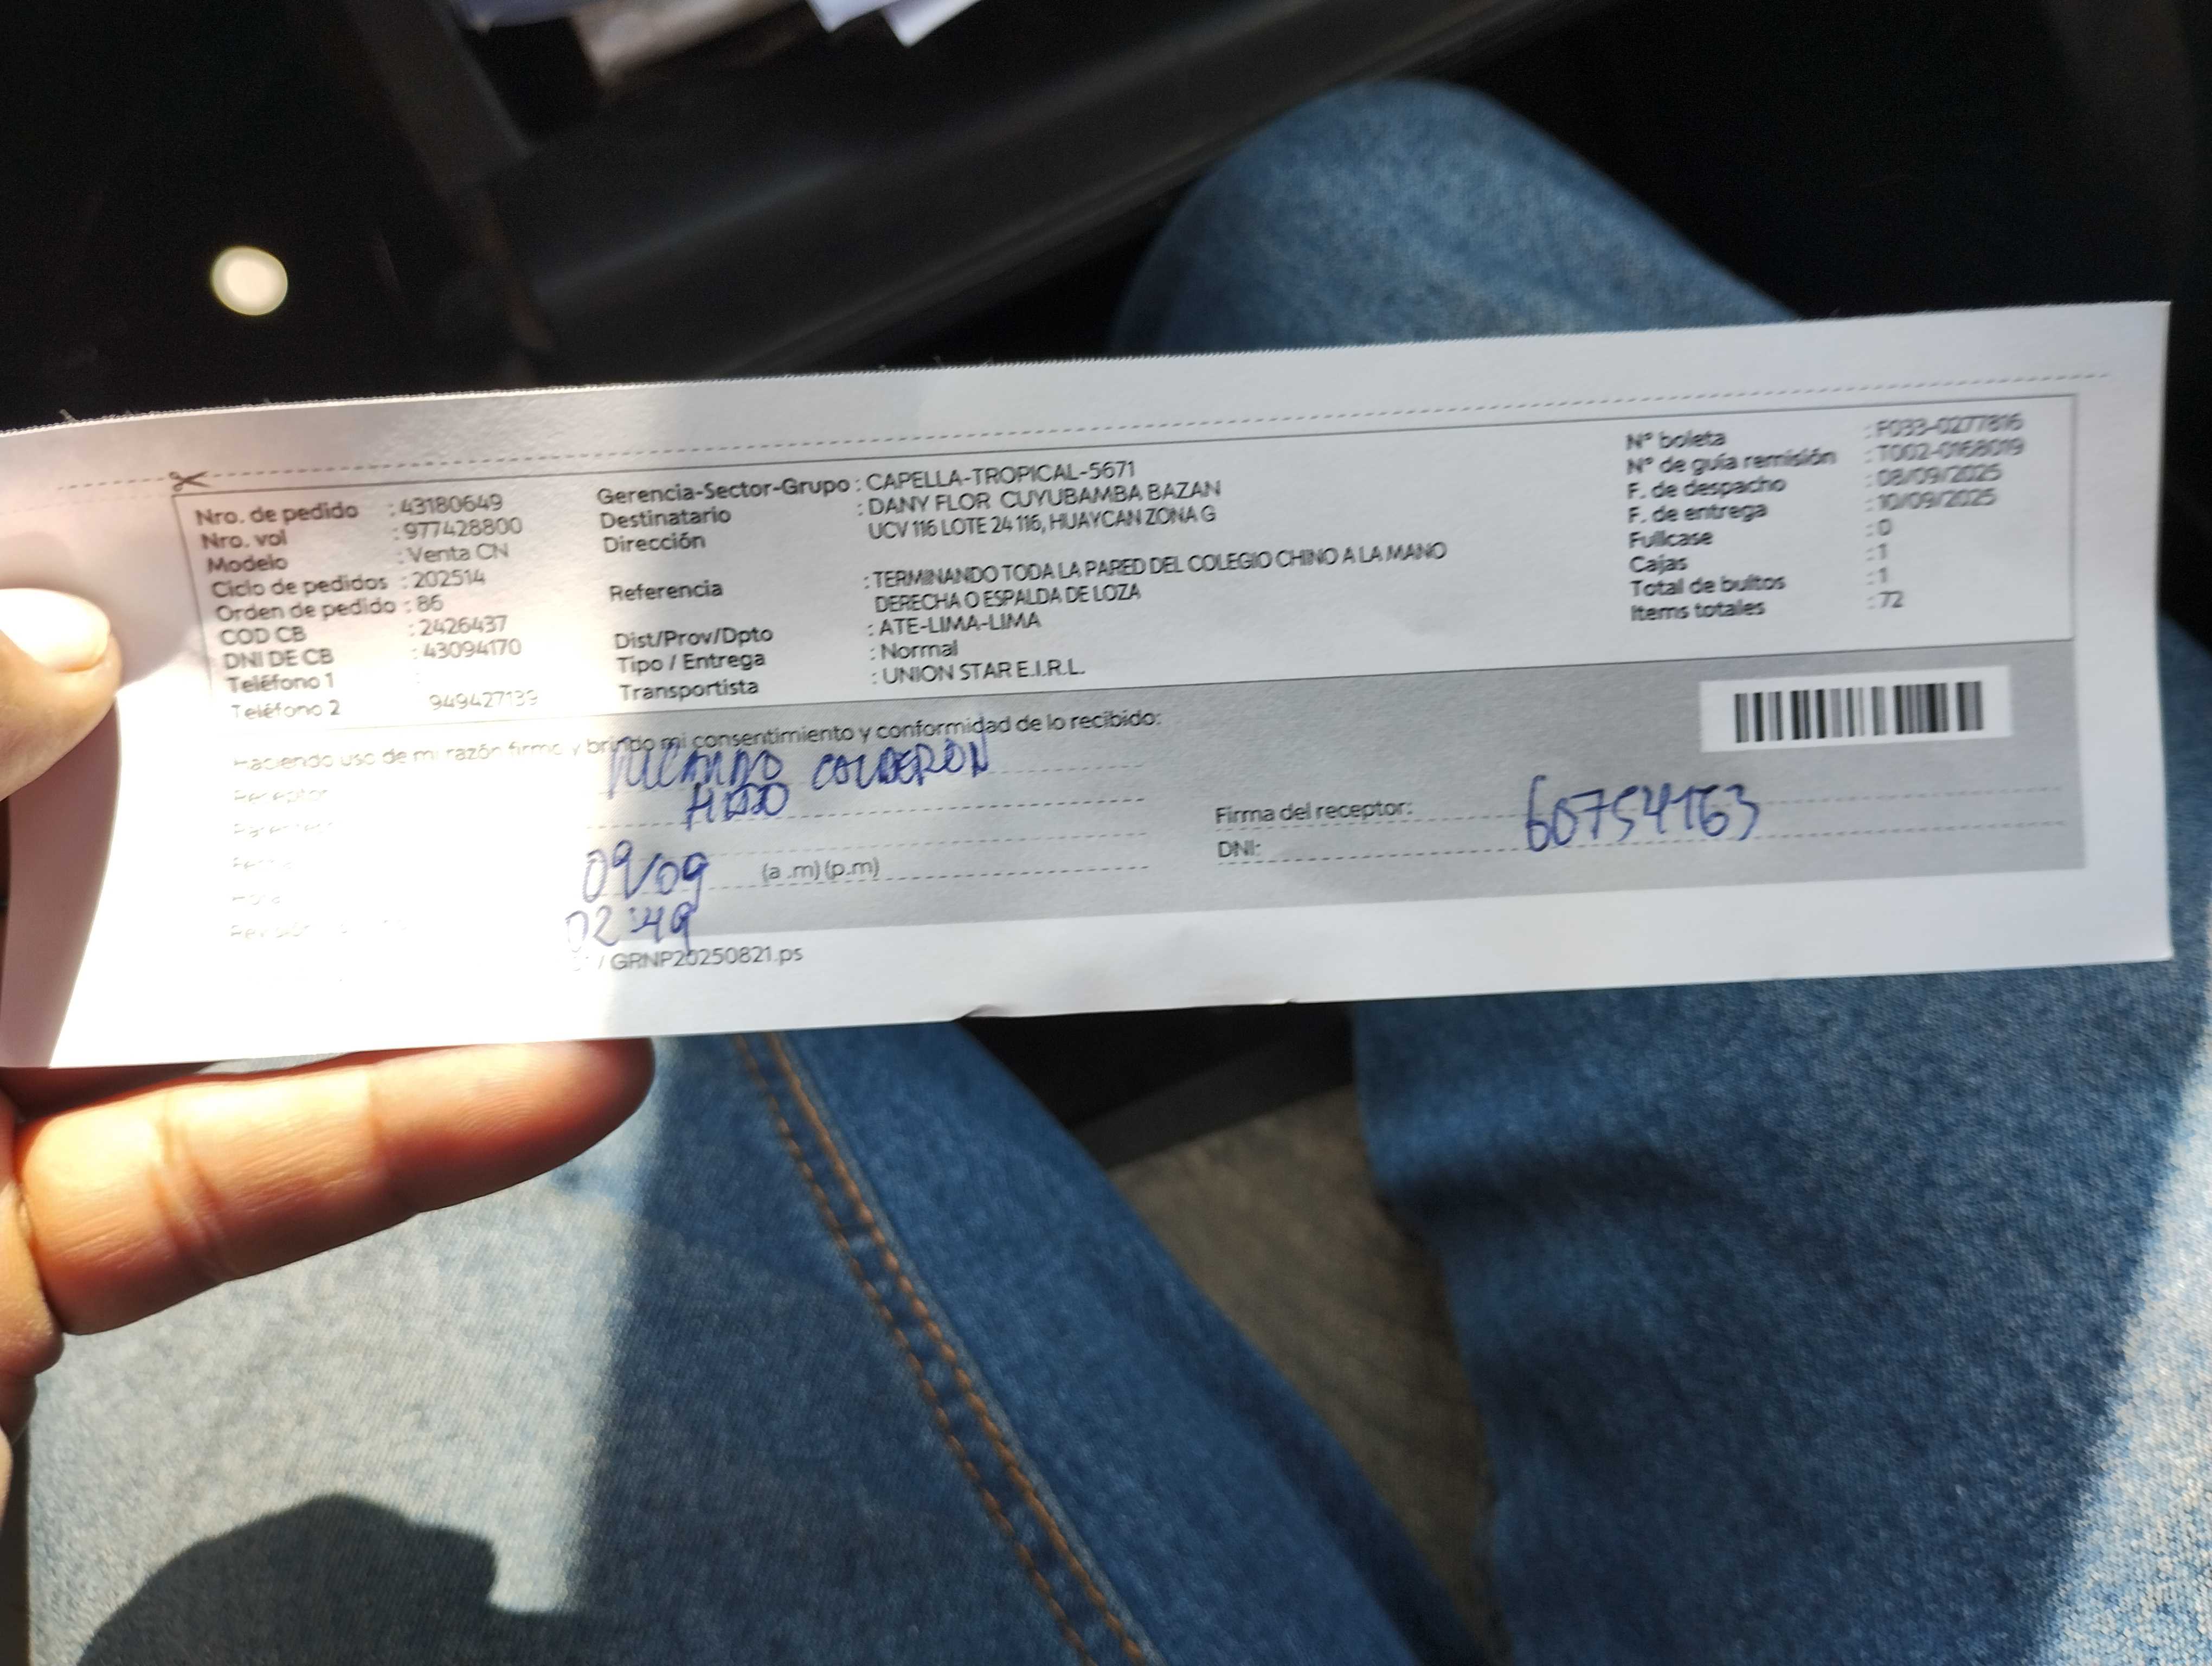 Nro. de pedido : 43180649
Nro. vol : 977428800
Modelo : Venta CN
Ciclo de pedidos : 202514
Orden de pedido : 86
COD CB : 2426437
DNI DE CB : 43094170
Teléfono 1 :
Teléfono 2 949427139
Gerencia-Sector-Grupo : CAPELLA-TROPICAL-5671
Destinatario : DANY FLOR CUYUBAMBA BAZAN
Dirección UCV 116 LOTE 24 116, HUAYCAN ZONA G
Referencia : TERMINANDO TODA LA PARED DEL COLEGIO CHINO A LA MANO
DERECHA O ESPALDA DE LOZA
Dist/Prov/Dpto : ATE-LIMA-LIMA
Tipo / Entrega : Normal
Transportista : UNION STAR E.I.R.L.
N° boleta : F033-0277816
N° de guía remisión : T002-0168019
F. de despacho : 08/09/2025
F. de entrega : 10/09/2025
Fullcase : 0
Cajas : 1
Total de bultos : 1
Items totales : 72
Haciendo uso de mi razón firmo y brindo mi consentimiento y conformidad de lo recibido:
Receptor CALDERON
HIJO
Fecha 09/09 (a .m) (p.m)
Hora 02:49
/ GRNP20250821.ps
Firma del receptor:
DNI: 60754163